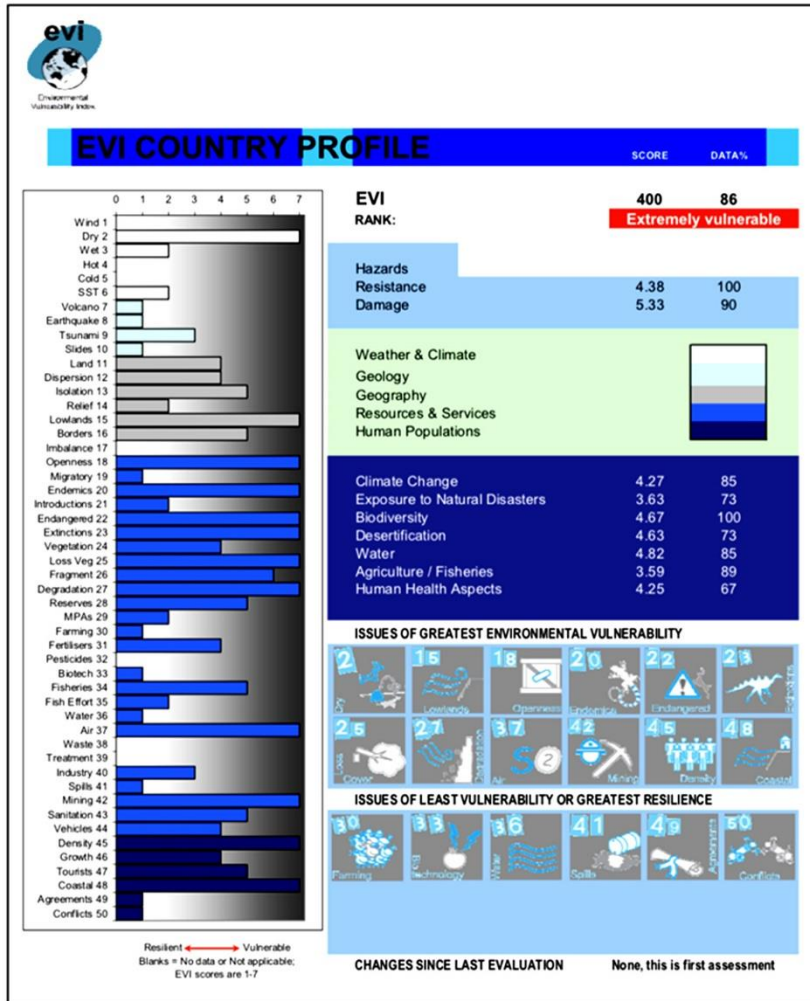 evi
Environmental
Vulnerability Index
EVI COUNTRY PROFILE
SCORE DATA%
0 1 2 3 4 5 6 7
Wind 1
Dry 2
Wet 3
Hot 4
Cold 5
SST 6
Volcano 7
Earthquake 8
Tsunami 9
Slides 10
Land 11
Dispersion 12
Isolation 13
Relief 14
Lowlands 15
Borders 16
Imbalance 17
Openness 18
Migratory 19
Endemics 20
Introductions 21
Endangered 22
Extinctions 23
Vegetation 24
Loss Veg 25
Fragment 26
Degradation 27
Reserves 28
MPAs 29
Farming 30
Fertilisers 31
Pesticides 32
Biotech 33
Fisheries 34
Fish Effort 35
Water 36
Air 37
Waste 38
Treatment 39
Industry 40
Spills 41
Mining 42
Sanitation 43
Vehicles 44
Density 45
Growth 46
Tourists 47
Coastal 48
Agreements 49
Conflicts 50
Resilient Vulnerable
Blanks = No data or Not applicable;
EVI scores are 1-7
EVI 400 86
RANK: Extremely vulnerable
Hazards
Resistance 4.38 100
Damage 5.33 90
Weather & Climate
Geology
Geography
Resources & Services
Human Populations
Climate Change 4.27 85
Exposure to Natural Disasters 3.63 73
Biodiversity 4.67 100
Desertification 4.63 73
Water 4.82 85
Agriculture / Fisheries 3.59 89
Human Health Aspects 4.25 67
ISSUES OF GREATEST ENVIRONMENTAL VULNERABILITY
2 Dry
15 Lowlands
18 Openness
20 Endemics
22 Endangered
23 Extinctions
25 Loss Cover
27 Degradation
37 Air
42 Mining
45 Density
48 Coastal
ISSUES OF LEAST VULNERABILITY OR GREATEST RESILIENCE
30 Farming
33 technology
36 Water
41 Spills
49 Agreements
50 Conflicts
CHANGES SINCE LAST EVALUATION None, this is first assessment